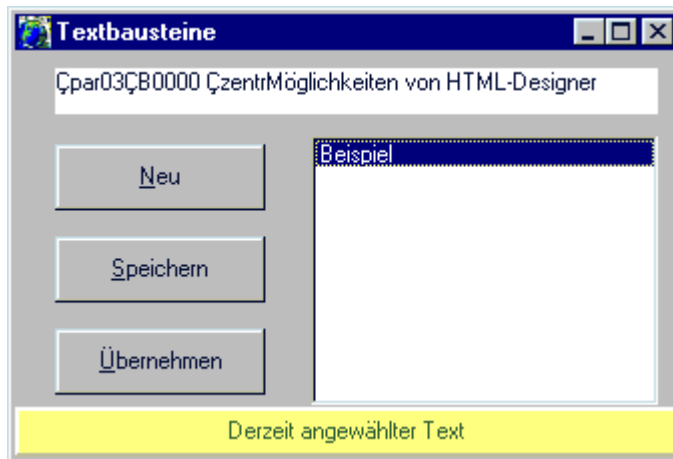 Textbausteine
Çpar03ÇB0000 ÇzentrMöglichkeiten von HTML-Designer
Neu
Beispiel
Speichern
Übernehmen
Derzeit angewählter Text